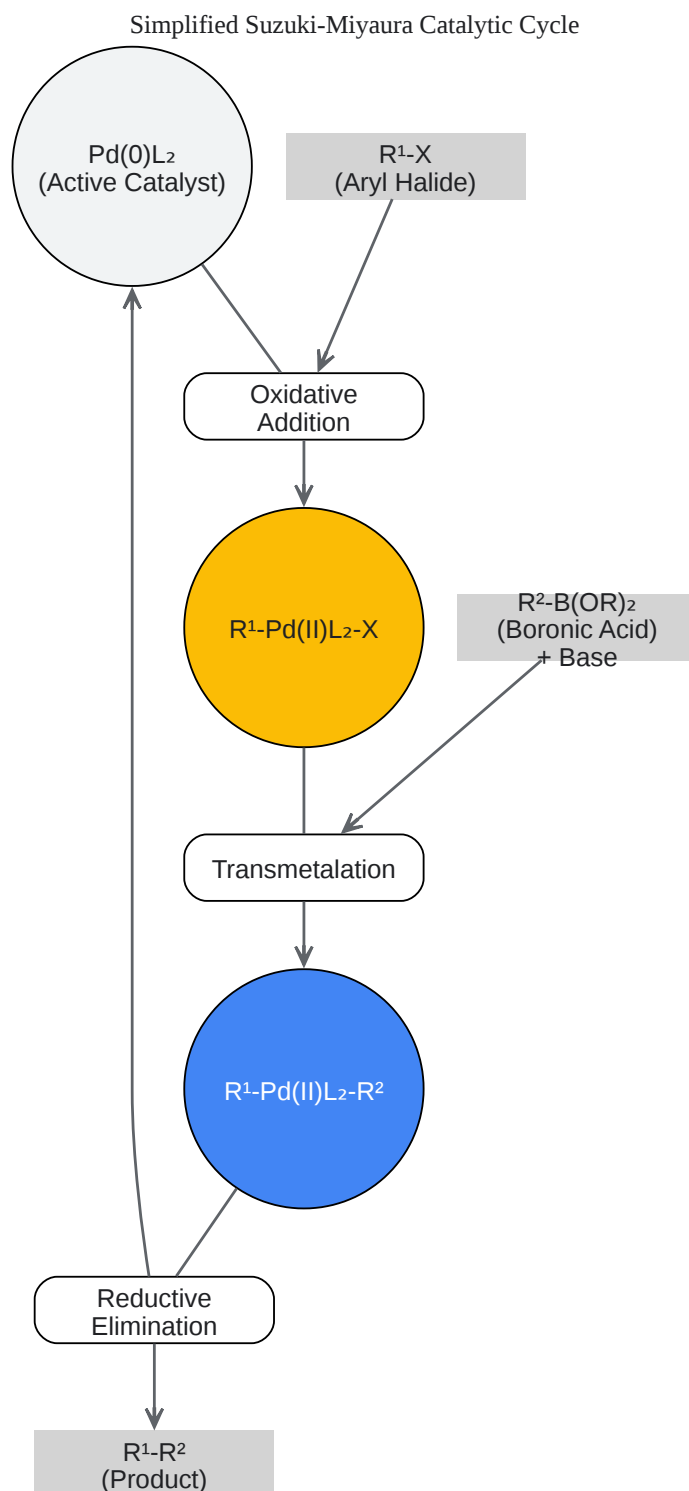 Simplified Suzuki-Miyaura Catalytic Cycle
Pd(0)L₂
(Active Catalyst)
R¹-X
(Aryl Halide)
Oxidative
Addition
R¹-Pd(II)L₂-X
R²-B(OR)₂
(Boronic Acid)
+ Base
Transmetalation
R¹-Pd(II)L₂-R²
Reductive
Elimination
R¹-R²
(Product)